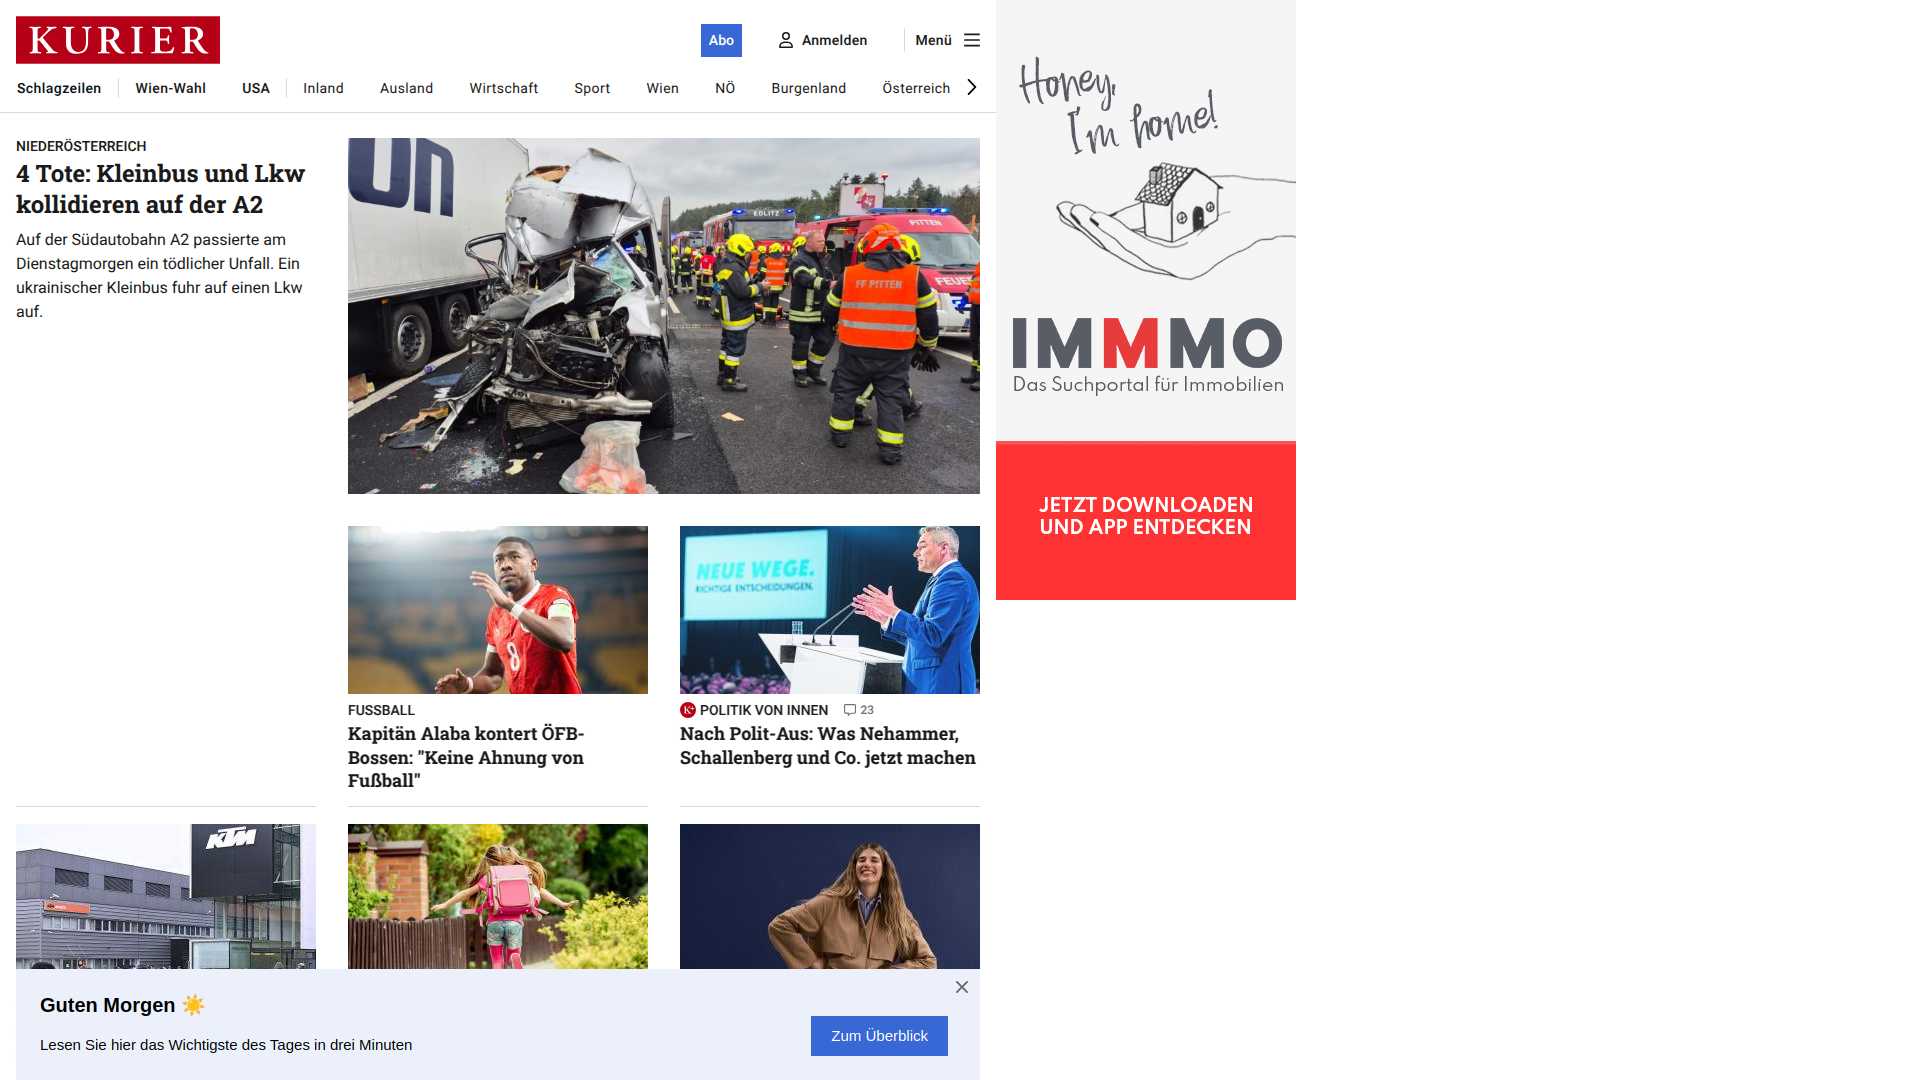 KURIER
Abo
Anmelden
Menü
Schlagzeilen
Wien-Wahl
USA
Inland
Ausland
Wirtschaft
Sport
Wien
NÖ
Burgenland
Österreich
NIEDERÖSTERREICH
4 Tote: Kleinbus und Lkw
kollidieren auf der A2
Auf der Südautobahn A2 passierte am
Dienstagmorgen ein tödlicher Unfall. Ein
ukrainischer Kleinbus fuhr auf einen Lkw
auf.
EDLITZ
PITTEN
FF PITTEN
FEUE
Honey,
I'm home!
IMMMO
Das Suchportal für Immobilien
JETZT DOWNLOADEN
UND APP ENTDECKEN
8
NEUE WEGE.
RICHTIGE ENTSCHEIDUNGEN.
FUSSBALL
Kapitän Alaba kontert ÖFB-
Bossen: "Keine Ahnung von
Fußball"
K+
POLITIK VON INNEN
23
Nach Polit-Aus: Was Nehammer,
Schallenberg und Co. jetzt machen
KTM
Guten Morgen ☀️
Lesen Sie hier das Wichtigste des Tages in drei Minuten
Zum Überblick